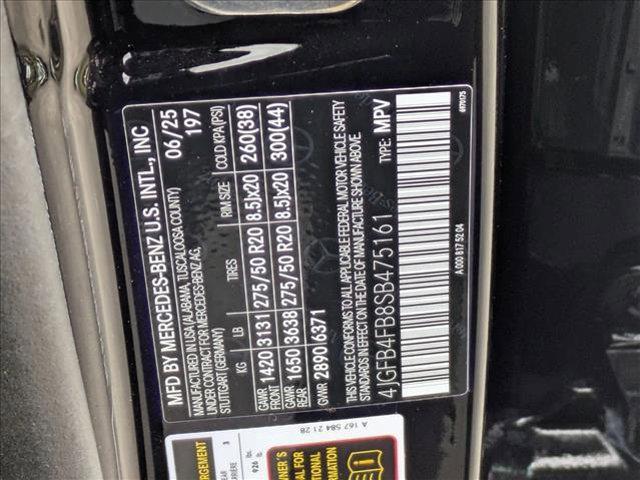 MFD BY MERCEDES-BENZ U.S. INTL., INC
MANUFACTURED IN USA (ALABAMA, TUSCALOOSA COUNTY) 06/25
UNDER CONTRACT FOR MERCEDES-BENZ AG, 197
STUTTGART (GERMANY)
KG LB TIRES RIM SIZE COLD KPA (PSI)
GAWR FRONT 1420 3131 275/50 R20 8.5Jx20 260(38)
GAWR REAR 1650 3638 275/50 R20 8.5Jx20 300(44)
GVWR 2890 6371
THIS VEHICLE CONFORMS TO ALL APPLICABLE FEDERAL MOTOR VEHICLE SAFETY
STANDARDS IN EFFECT ON THE DATE OF MANUFACTURE SHOWN ABOVE.
4JGFB4FB8SB475161 TYPE: MPV
A 000 817 52 04
6170175
A 167 584 21 28